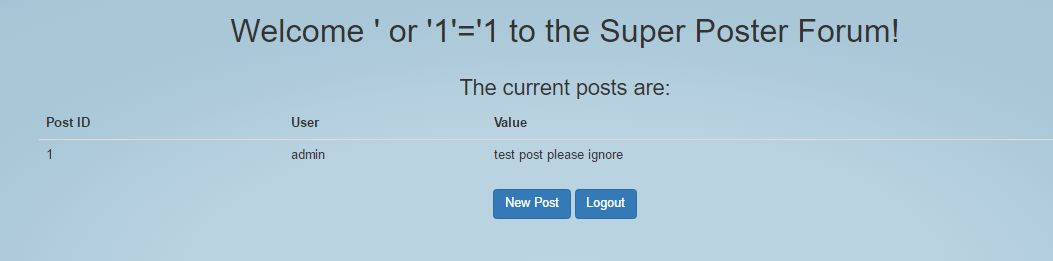 Welcome ' or '1'='1 to the Super Poster Forum!
The current posts are:
Post ID User Value
1 admin test post please ignore
New Post Logout